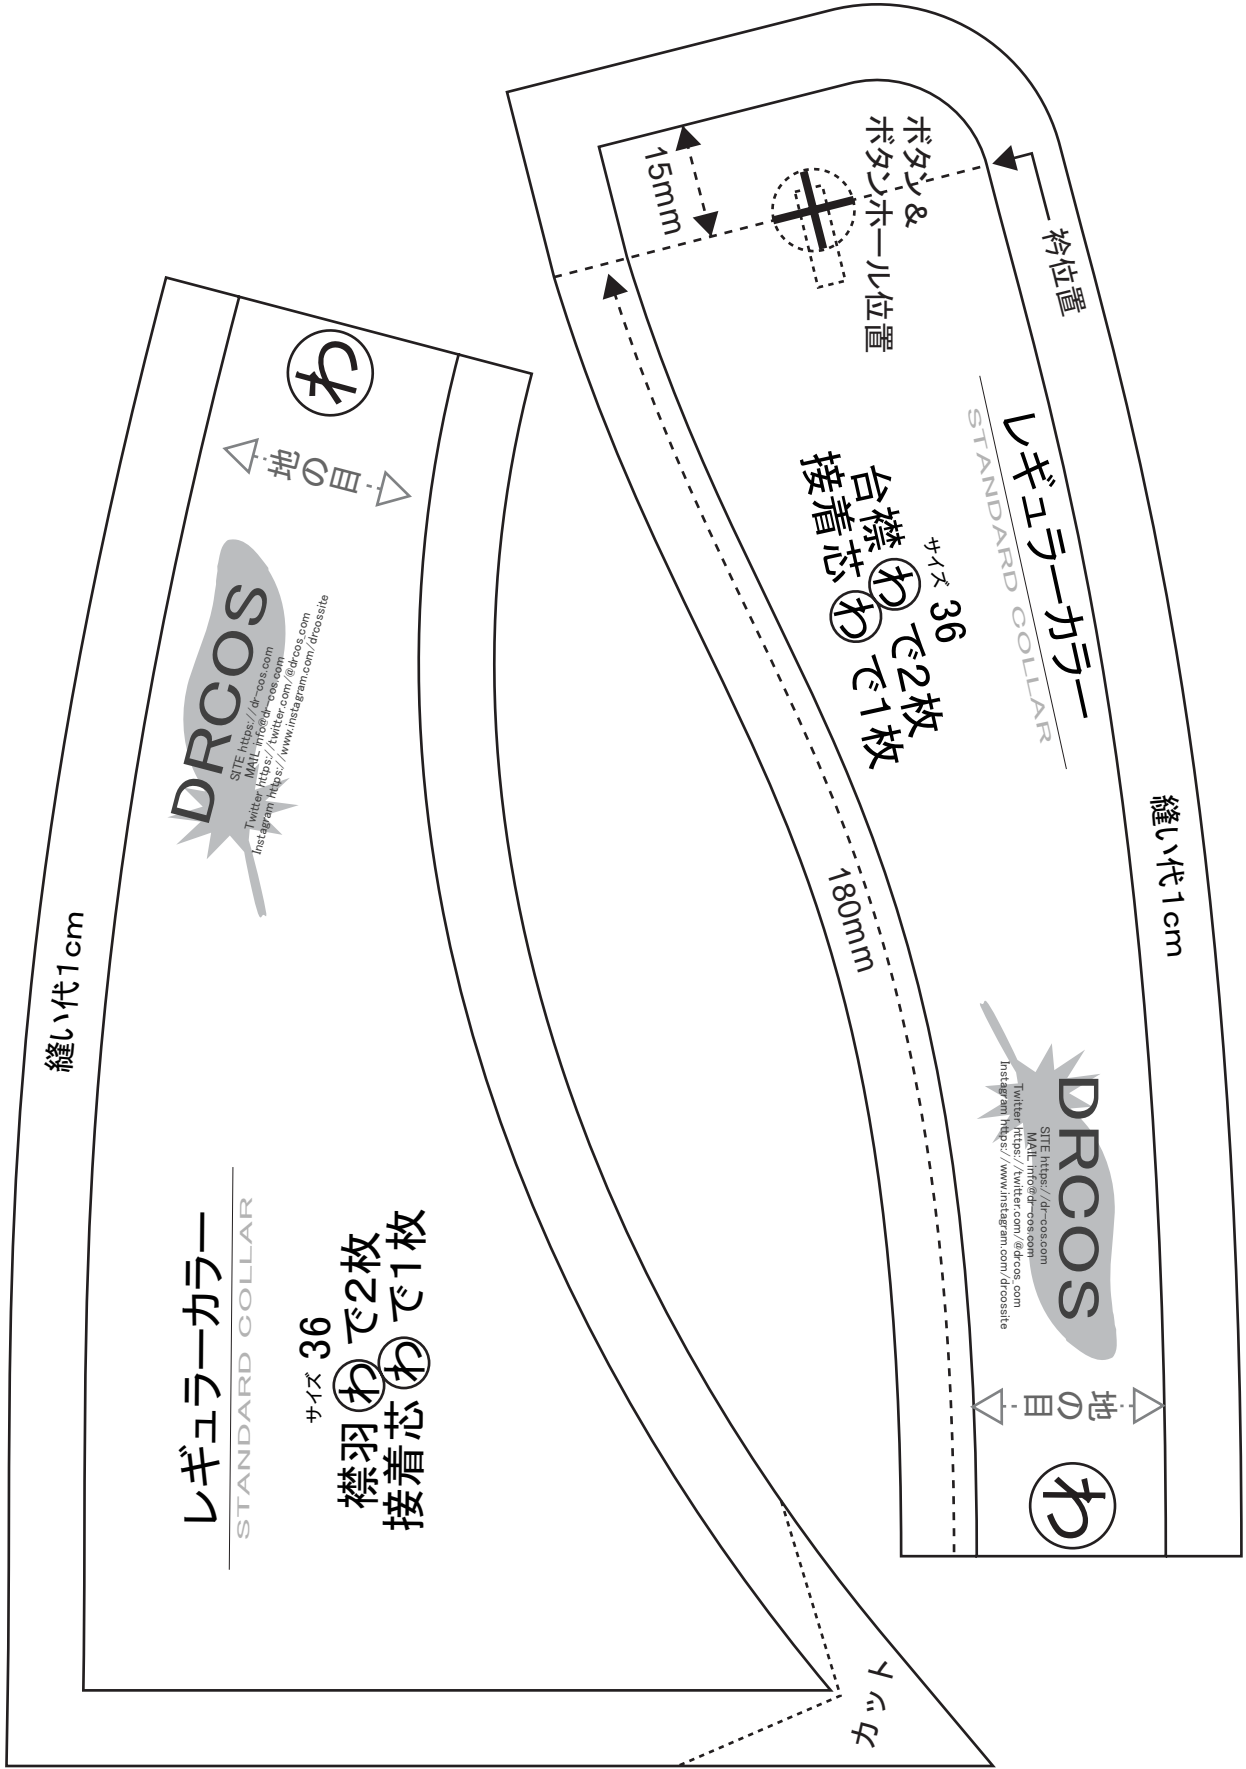 わ
地の目
DRCOS
SITE https://dr-cos.com
MAIL info@dr-cos.com
Twitter https://twitter.com/@drcos_com
Instagram https://www.instagram.com/drcossite
縫い代1cm
レギュラーカラー
STANDARD COLLAR
サイズ 36
襟羽わで2枚
接着芯わで1枚
カット
15mm
ボタン &
ボタンホール位置
衿位置
レギュラーカラー
STANDARD COLLAR
サイズ 36
台襟わで2枚
接着芯わで1枚
180mm
縫い代1cm
DRCOS
SITE https://dr-cos.com
MAIL info@dr-cos.com
Twitter https://twitter.com/@drcos_com
Instagram https://www.instagram.com/drcossite
地の目
わ